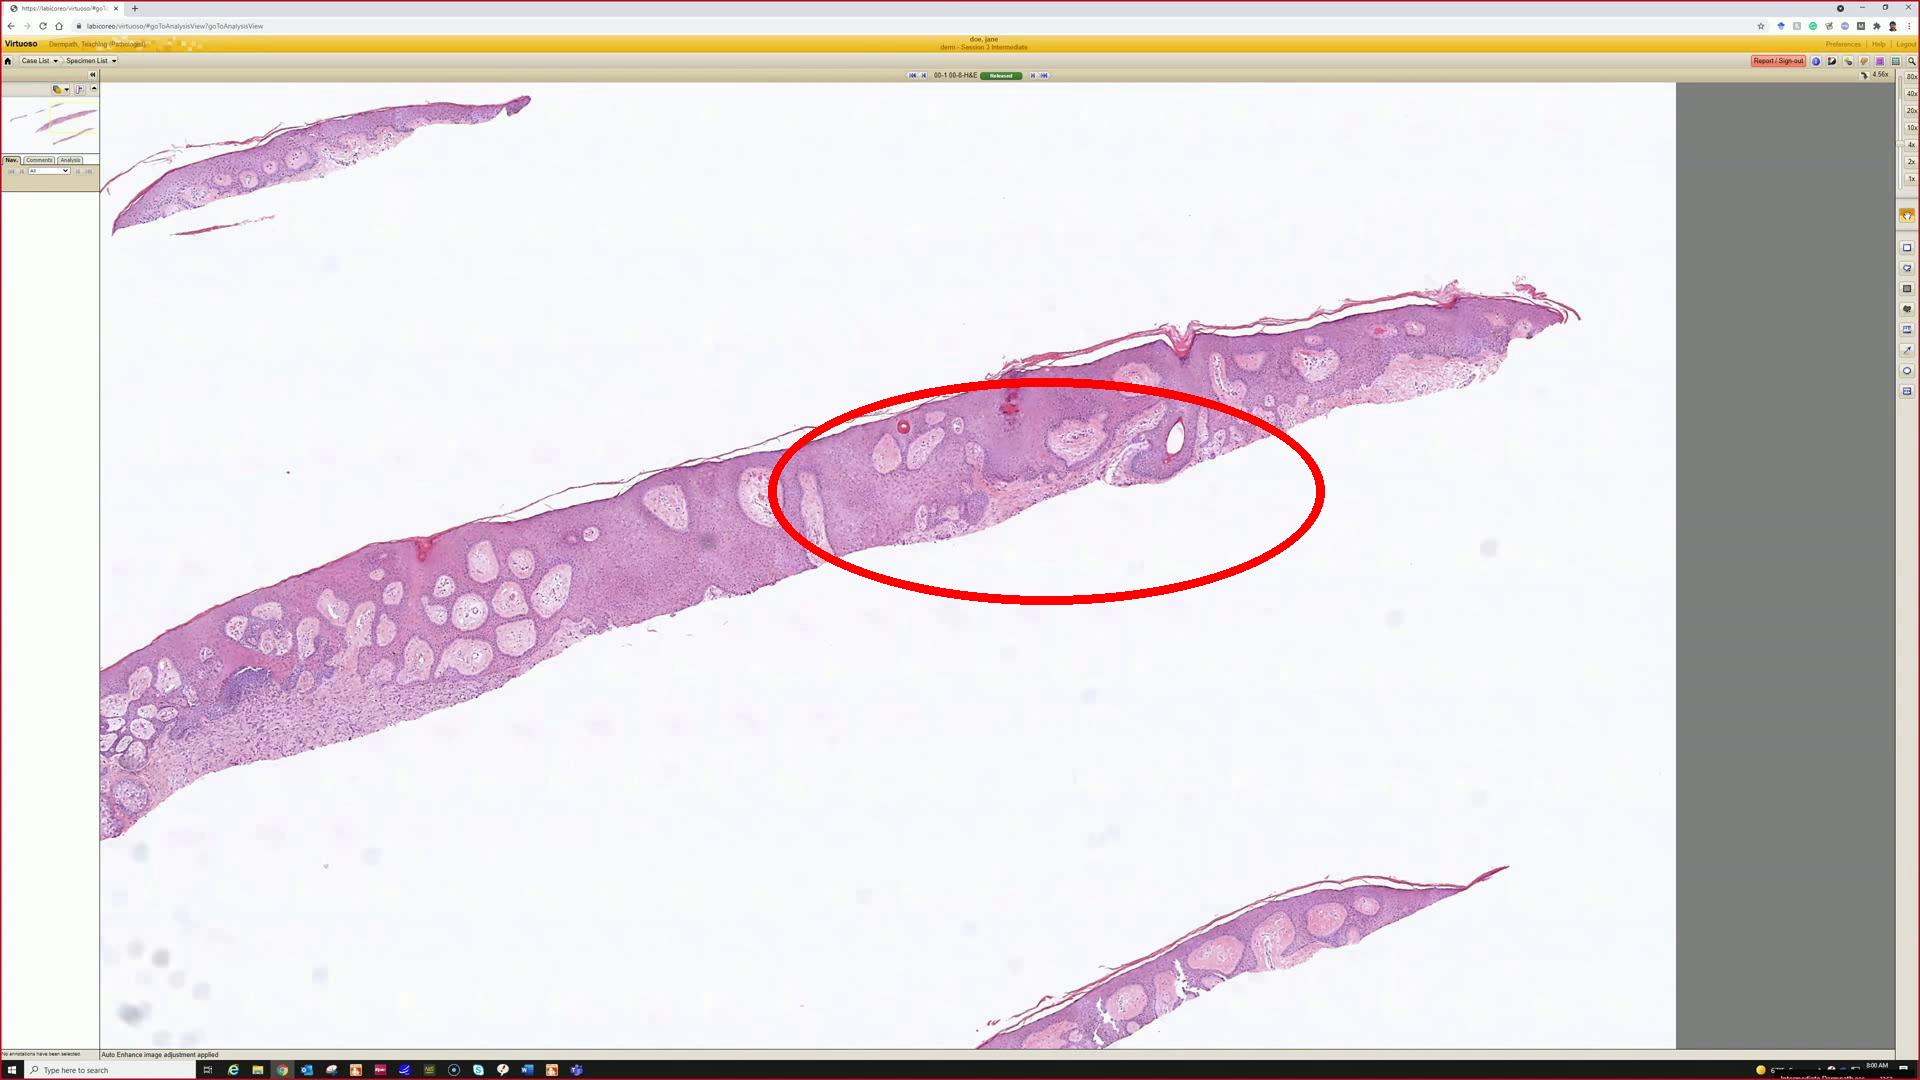 https://labicoreo/virtuoso/#goTo
labicoreo/virtuoso/#goToAnalysisView?goToAnalysisView
Virtuoso
Dermpath, Teaching (Pathologist)
doe, jane
derm - Session 3 Intermediate
Preferences
Help
Logout
Case List
Specimen List
Report / Sign-out
00-1 00-8-H&E
Released
4.56x
80x
40x
20x
10x
4x
2x
1x
Nav.
Comments
Analysis
All
No annotations have been selected.
Auto Enhance image adjustment applied
Type here to search
8:00 AM